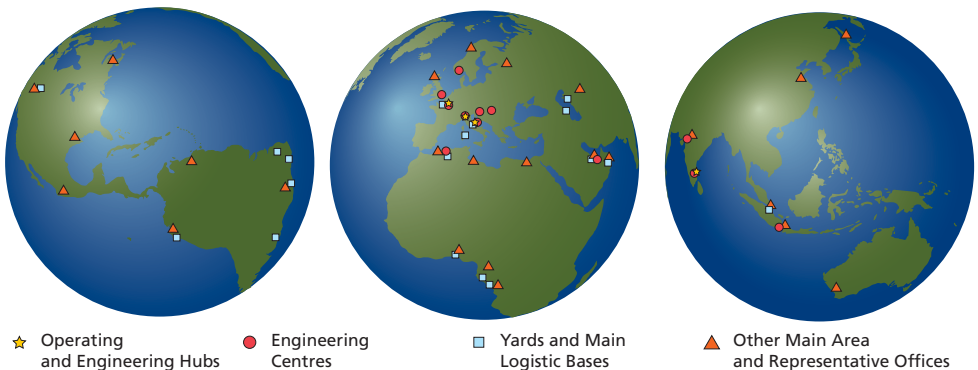 Operating
and Engineering Hubs
Engineering
Centres
Yards and Main
Logistic Bases
Other Main Area
and Representative Offices